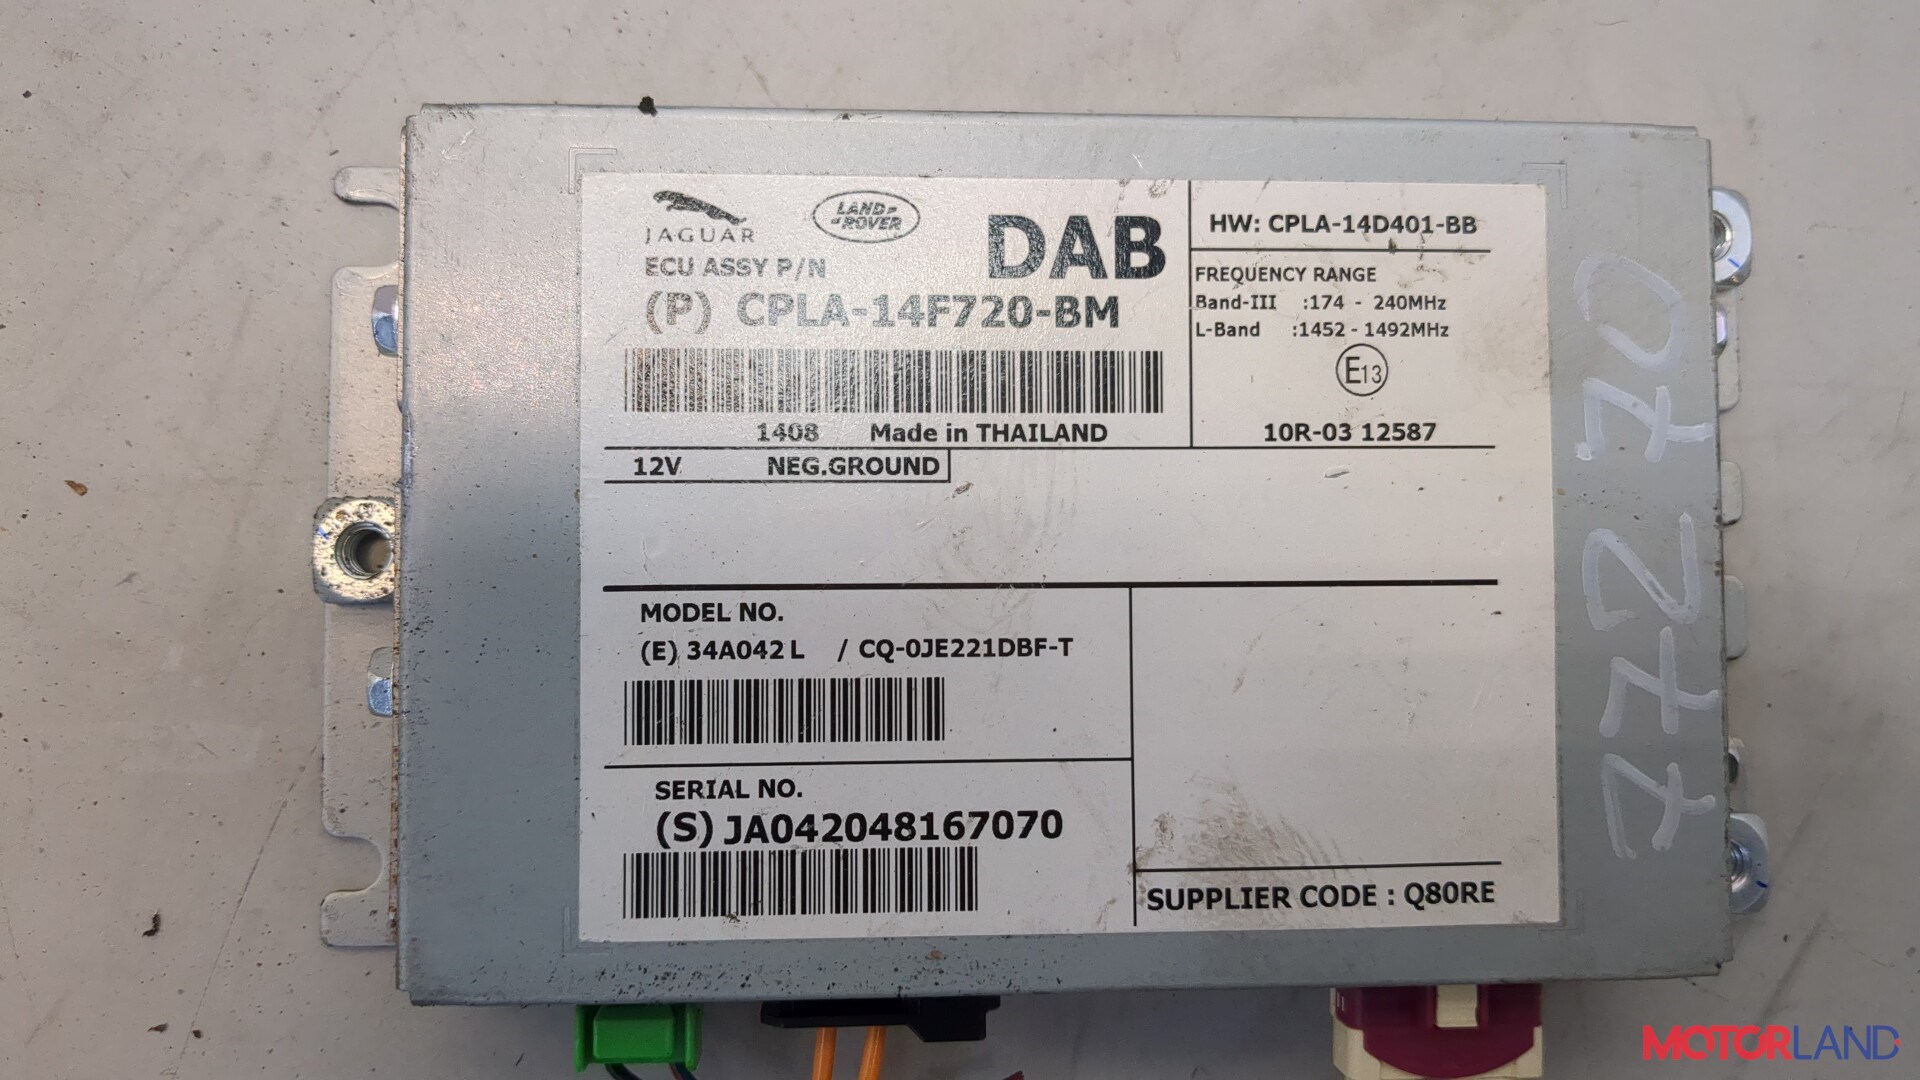 JAGUAR
LAND-
-ROVER
DAB
ECU ASSY P/N
(P) CPLA-14F720-BM
1408 Made in THAILAND
12V NEG.GROUND
HW: CPLA-14D401-BB
FREQUENCY RANGE
Band-III :174 - 240MHz
L-Band :1452 - 1492MHz
E13
10R-03 12587
MODEL NO.
(E) 34A042 L / CQ-0JE221DBF-T
SERIAL NO.
(S) JA042048167070
SUPPLIER CODE : Q80RE
77270
MOTORLAND